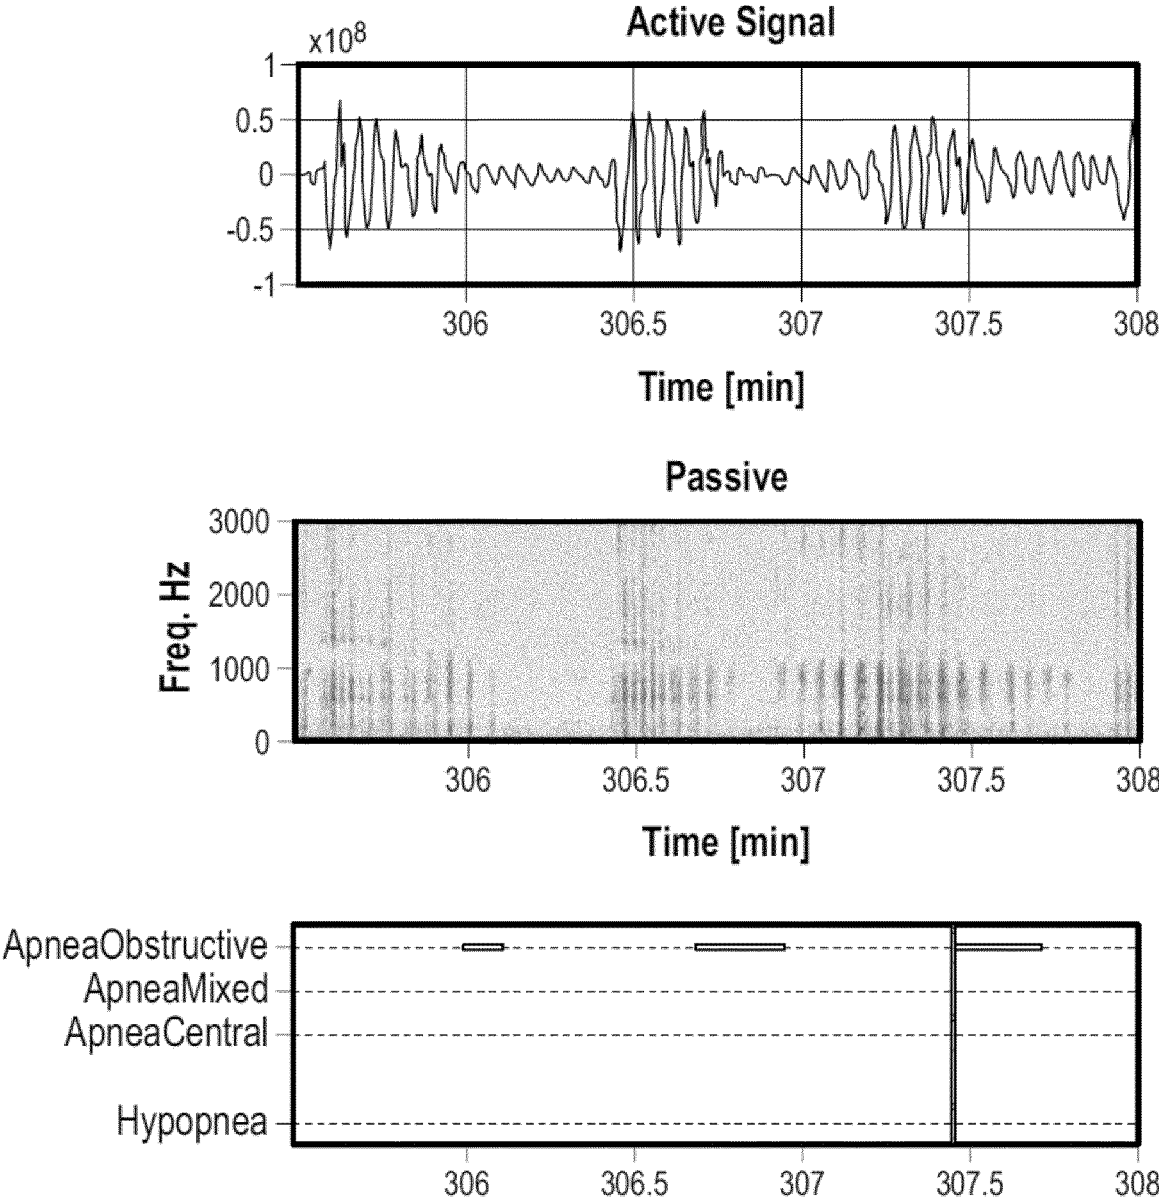 Active Signal
x10⁸
1
0.5
0
-0.5
-1
306 306.5 307 307.5 308
Time [min]
Passive
Freq. Hz
3000
2000
1000
0
306 306.5 307 307.5 308
Time [min]
ApneaObstructive
ApneaMixed
ApneaCentral
Hypopnea
306 306.5 307 307.5 308